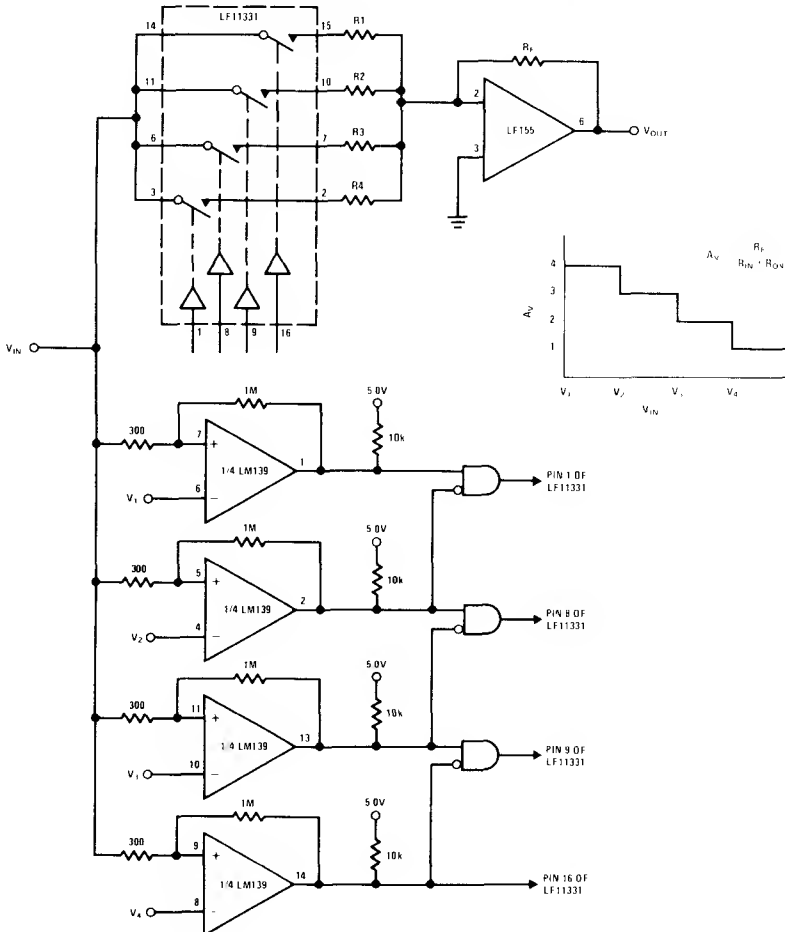 LF11331
14
15
R1
11
10
R2
6
7
R3
3
2
R4
1
8
9
16
RF
2
LF155
6
VOUT
3
AV
RF
RIN + RON
4
3
2
1
AV
V1
V2
V3
V4
VIN
VIN
1M
5 0V
300
7
+
10k
1/4 LM139
1
PIN 1 OF
LF11331
V1
6
−
1M
5 0V
300
5
+
10k
1/4 LM139
2
PIN 8 OF
LF11331
V2
4
−
1M
5 0V
300
11
+
10k
1/4 LM139
13
PIN 9 OF
LF11331
V3
10
−
1M
5 0V
300
9
+
10k
1/4 LM139
14
PIN 16 OF
LF11331
V4
8
−